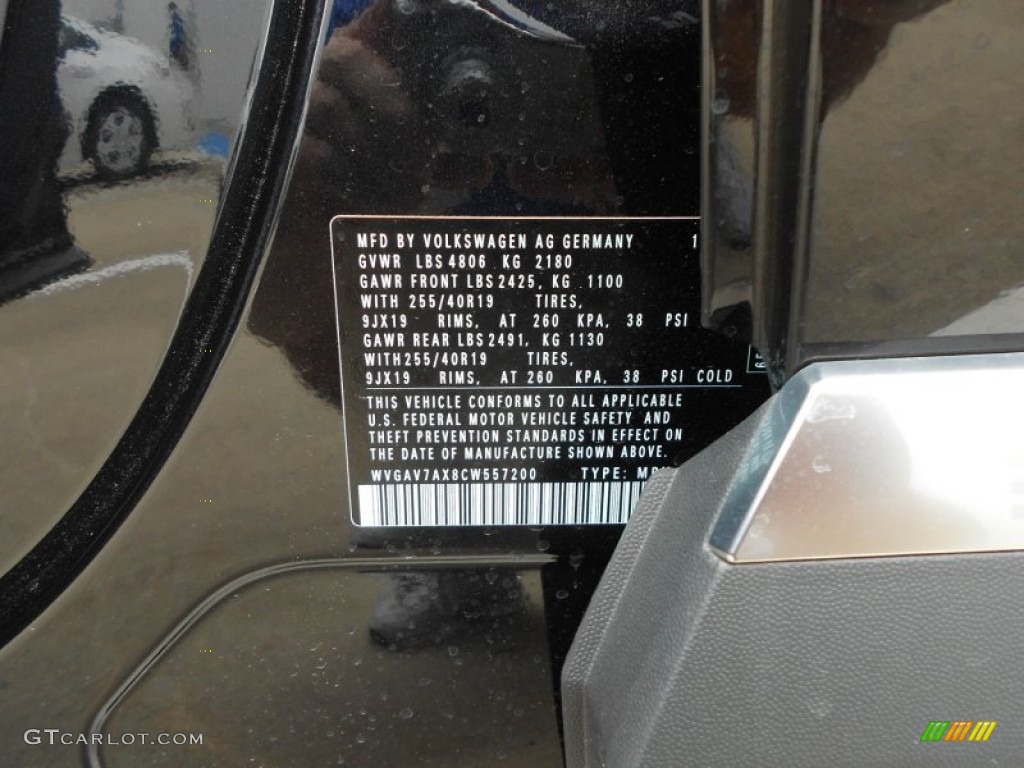 MFD BY VOLKSWAGEN AG GERMANY 1
GVWR LBS 4806 KG 2180
GAWR FRONT LBS 2425, KG 1100
WITH 255/40R19 TIRES,
9JX19 RIMS, AT 260 KPA, 38 PSI
GAWR REAR LBS 2491, KG 1130
WITH255/40R19 TIRES,
9JX19 RIMS, AT 260 KPA, 38 PSI COLD
THIS VEHICLE CONFORMS TO ALL APPLICABLE
U.S. FEDERAL MOTOR VEHICLE SAFETY AND
THEFT PREVENTION STANDARDS IN EFFECT ON
THE DATE OF MANUFACTURE SHOWN ABOVE.
WVGAV7AX8CW557200 TYPE:
GTCARLOT.COM